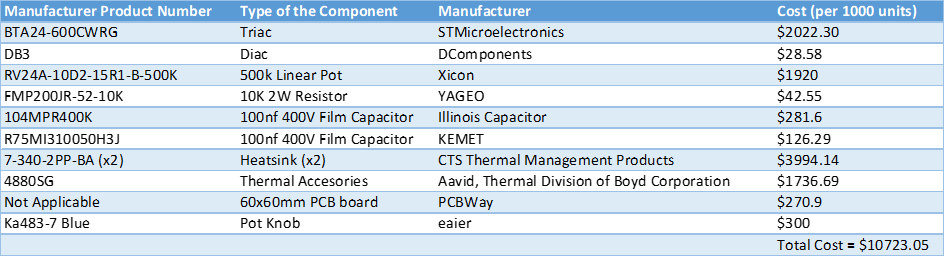 Manufacturer Product Number Type of the Component Manufacturer Cost (per 1000 units)
BTA24-600CWRG Triac STMicroelectronics $2022.30
DB3 Diac DComponents $28.58
RV24A-10D2-15R1-B-500K 500k Linear Pot Xicon $1920
FMP200JR-52-10K 10K 2W Resistor YAGEO $42.55
104MPR400K 100nf 400V Film Capacitor Illinois Capacitor $281.6
R75MI310050H3J 100nf 400V Film Capacitor KEMET $126.29
7-340-2PP-BA (x2) Heatsink (x2) CTS Thermal Management Products $3994.14
4880SG Thermal Accesories Aavid, Thermal Division of Boyd Corporation $1736.69
Not Applicable 60x60mm PCB board PCBWay $270.9
Ka483-7 Blue Pot Knob eaier $300
Total Cost = $10723.05